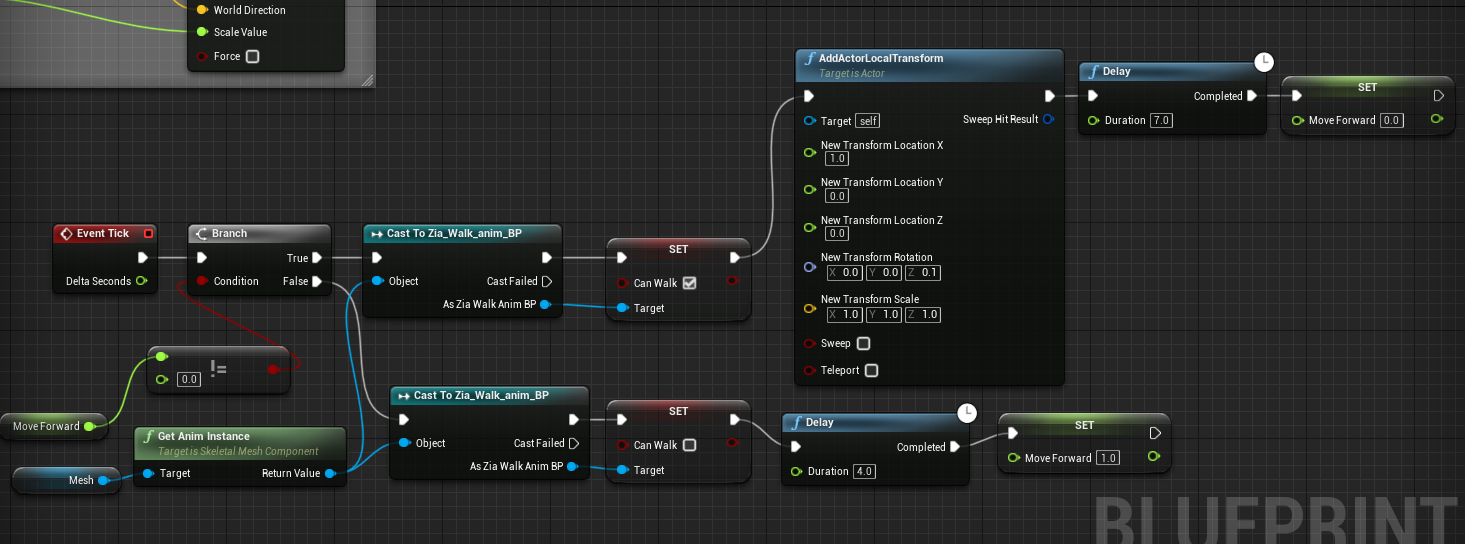 World Direction
Scale Value
Force
AddActorLocalTransform
Target is Actor
Target self
Sweep Hit Result
New Transform Location X
1.0
New Transform Location Y
0.0
New Transform Location Z
0.0
New Transform Rotation
X 0.0 Y 0.0 Z 0.1
New Transform Scale
X 1.0 Y 1.0 Z 1.0
Sweep
Teleport
Delay
Completed
Duration 7.0
SET
Move Forward 0.0
Event Tick
Delta Seconds
Branch
True
Condition False
Cast To Zia_Walk_anim_BP
Object Cast Failed
As Zia Walk Anim BP
SET
Can Walk
Target
0.0 !=
Move Forward
Mesh
Get Anim Instance
Target is Skeletal Mesh Component
Target Return Value
Cast To Zia_Walk_anim_BP
Object Cast Failed
As Zia Walk Anim BP
SET
Can Walk
Target
Delay
Completed
Duration 4.0
SET
Move Forward 1.0
BLUEPRINT